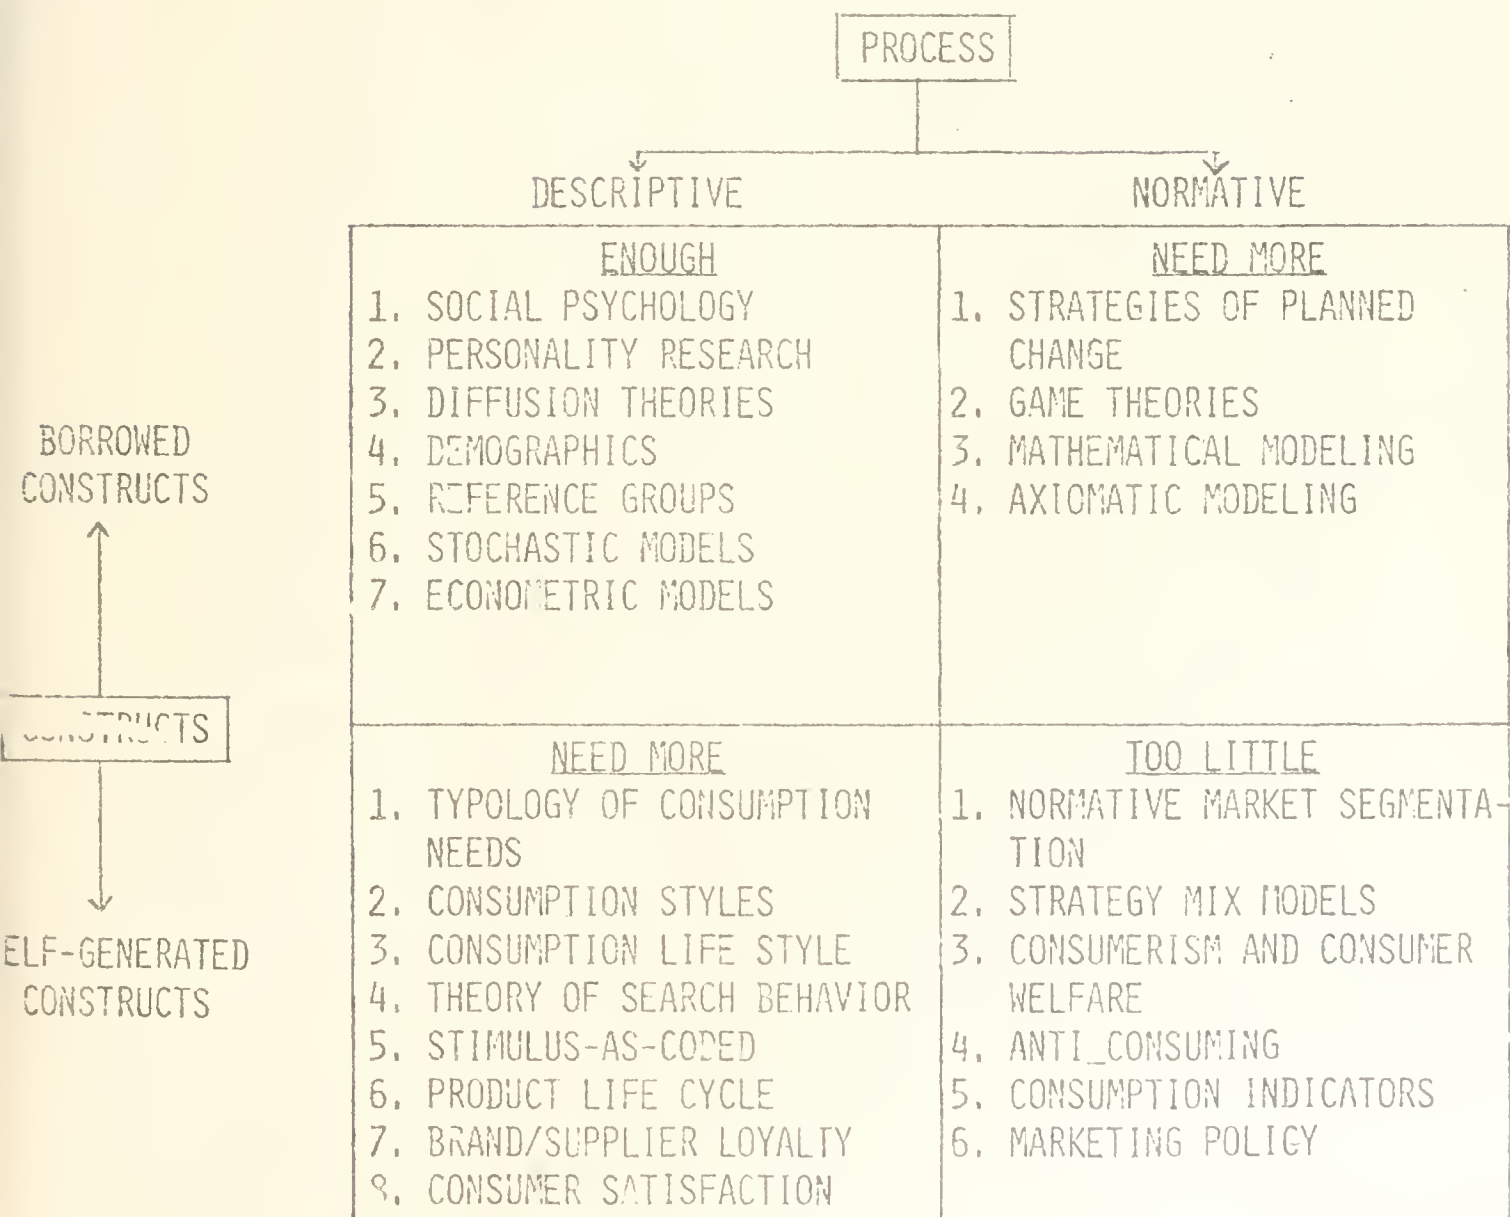 PROCESS
DESCRIPTIVE
NORMATIVE
ENOUGH
1. SOCIAL PSYCHOLOGY
2. PERSONALITY RESEARCH
3. DIFFUSION THEORIES
4. DEMOGRAPHICS
5. REFERENCE GROUPS
6. STOCHASTIC MODELS
7. ECONOMETRIC MODELS
NEED MORE
1. STRATEGIES OF PLANNED
CHANGE
2. GAME THEORIES
3. MATHEMATICAL MODELING
4. AXIOMATIC MODELING
BORROWED
CONSTRUCTS
CONSTRUCTS
ELF-GENERATED
CONSTRUCTS
NEED MORE
1. TYPOLOGY OF CONSUMPTION
NEEDS
2. CONSUMPTION STYLES
3. CONSUMPTION LIFE STYLE
4. THEORY OF SEARCH BEHAVIOR
5. STIMULUS-AS-CODED
6. PRODUCT LIFE CYCLE
7. BRAND/SUPPLIER LOYALTY
8. CONSUMER SATISFACTION
TOO LITTLE
1. NORMATIVE MARKET SEGMENTA-
TION
2. STRATEGY MIX MODELS
3. CONSUMERISM AND CONSUMER
WELFARE
4. ANTI_CONSUMING
5. CONSUMPTION INDICATORS
6. MARKETING POLICY